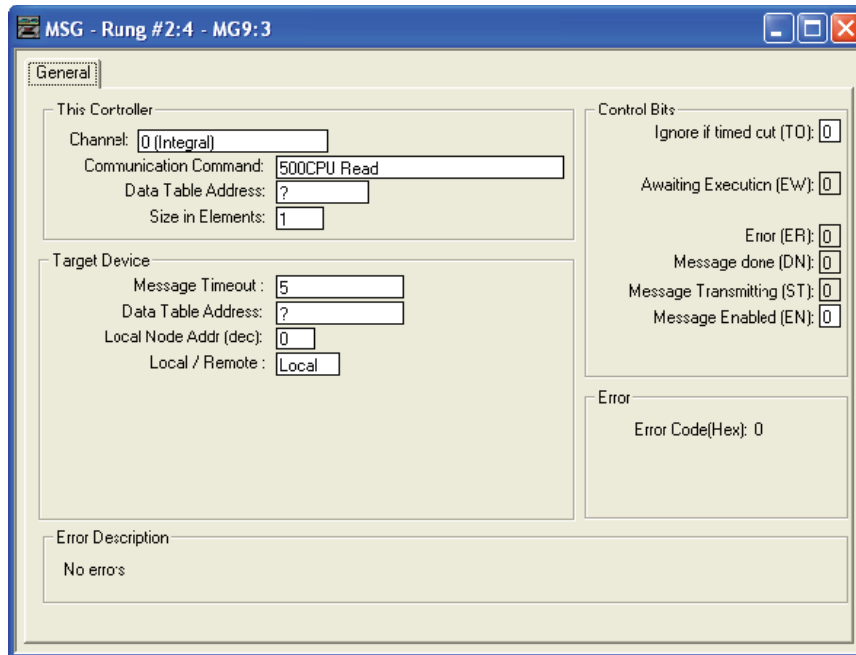 MSG - Rung #2:4 - MG9:3
General
This Controller
Channel: 0 (Integral)
Communication Command: 500CPU Read
Data Table Address: ?
Size in Elements: 1
Target Device
Message Timeout : 5
Data Table Address: ?
Local Node Addr (dec): 0
Local / Remote : Local
Control Bits
Ignore if timed out (TO): 0
Awaiting Execution (EW): 0
Error (ER): 0
Message done (DN): 0
Message Transmitting (ST): 0
Message Enabled (EN): 0
Error
Error Code(Hex): 0
Error Description
No errors